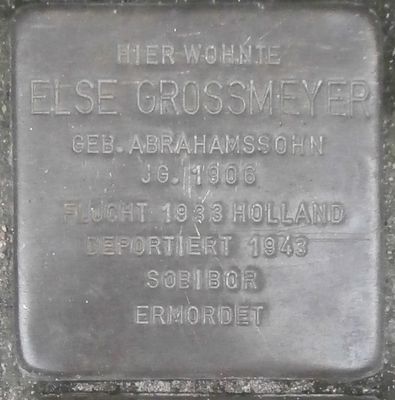 HIER WOHNTE
ELSE GROSSMEYER
GEB. ABRAHAMSSOHN
JG. 1906
FLUCHT 1933 HOLLAND
DEPORTIERT 1943
SOBIBOR
ERMORDET